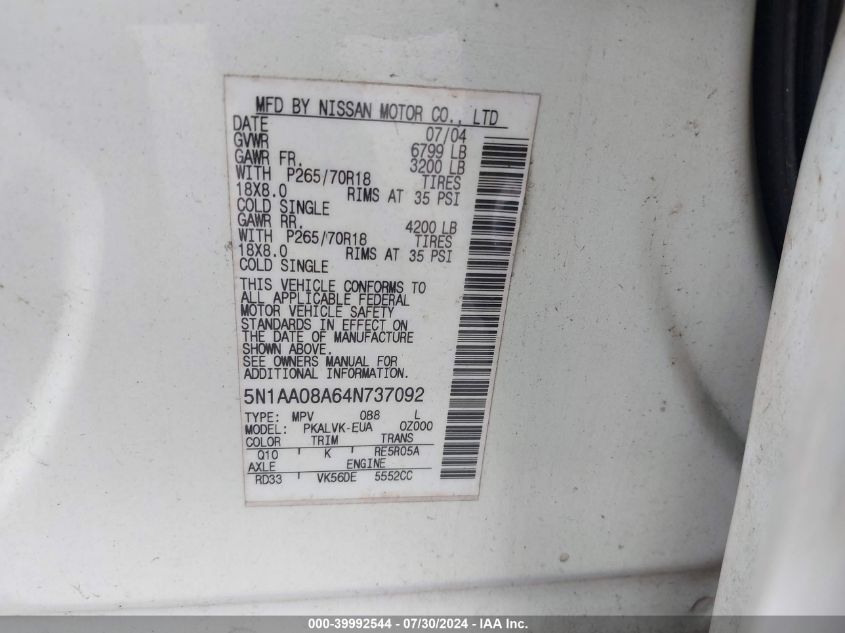 MFD BY NISSAN MOTOR CO., LTD
DATE 07/04
GVWR 6799 LB
GAWR FR. 3200 LB
WITH P265/70R18 TIRES
18X8.0 RIMS AT 35 PSI
COLD SINGLE
GAWR RR. 4200 LB
WITH P265/70R18 TIRES
18X8.0 RIMS AT 35 PSI
COLD SINGLE
THIS VEHICLE CONFORMS TO
ALL APPLICABLE FEDERAL
MOTOR VEHICLE SAFETY
STANDARDS IN EFFECT ON
THE DATE OF MANUFACTURE
SHOWN ABOVE.
SEE OWNERS MANUAL FOR
ADDITIONAL INFORMATION.
5N1AA08A64N737092
TYPE: MPV 088 L
MODEL: PKALVK-EUA 0Z000
COLOR TRIM TRANS
Q10 K RE5R05A
AXLE ENGINE
RD33 VK56DE 5552CC
000-39992544 / 07/30/2024 - IAA Inc.